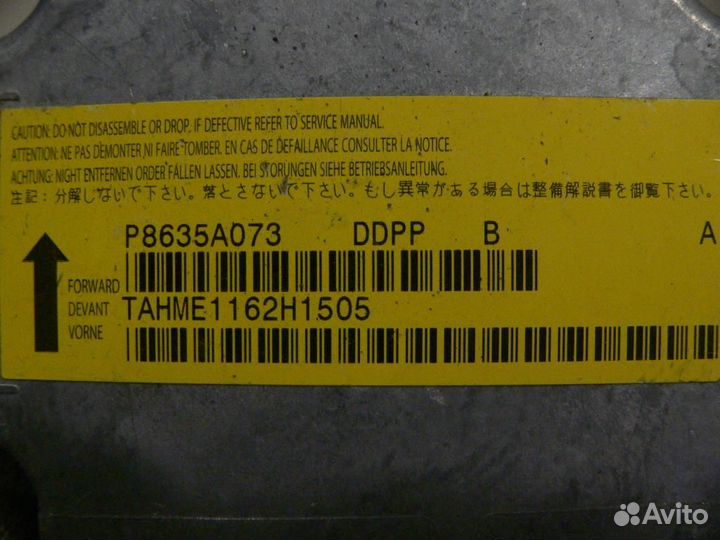 CAUTION: DO NOT DISASSEMBLE OR DROP, IF DEFECTIVE REFER TO SERVICE MANUAL.
ATTENTION: NE PAS DEMONTER NI FAIRE TOMBER. EN CAS DE DEFAILLANCE CONSULTER LA NOTICE.
ACHTUNG: NIGHT ENTFERNEN ORDER FALLEN LASSEN. BEI STORUNGEN SIEHE BETRIEBSANLEITUNG.
注記：分解しないで下さい。落とさないで下さい。もし異常がある場合は整備解説書を御覧下さい。
P8635A073 DDPP B A
FORWARD
DEVANT TAHME1162H1505
VORNE
Avito